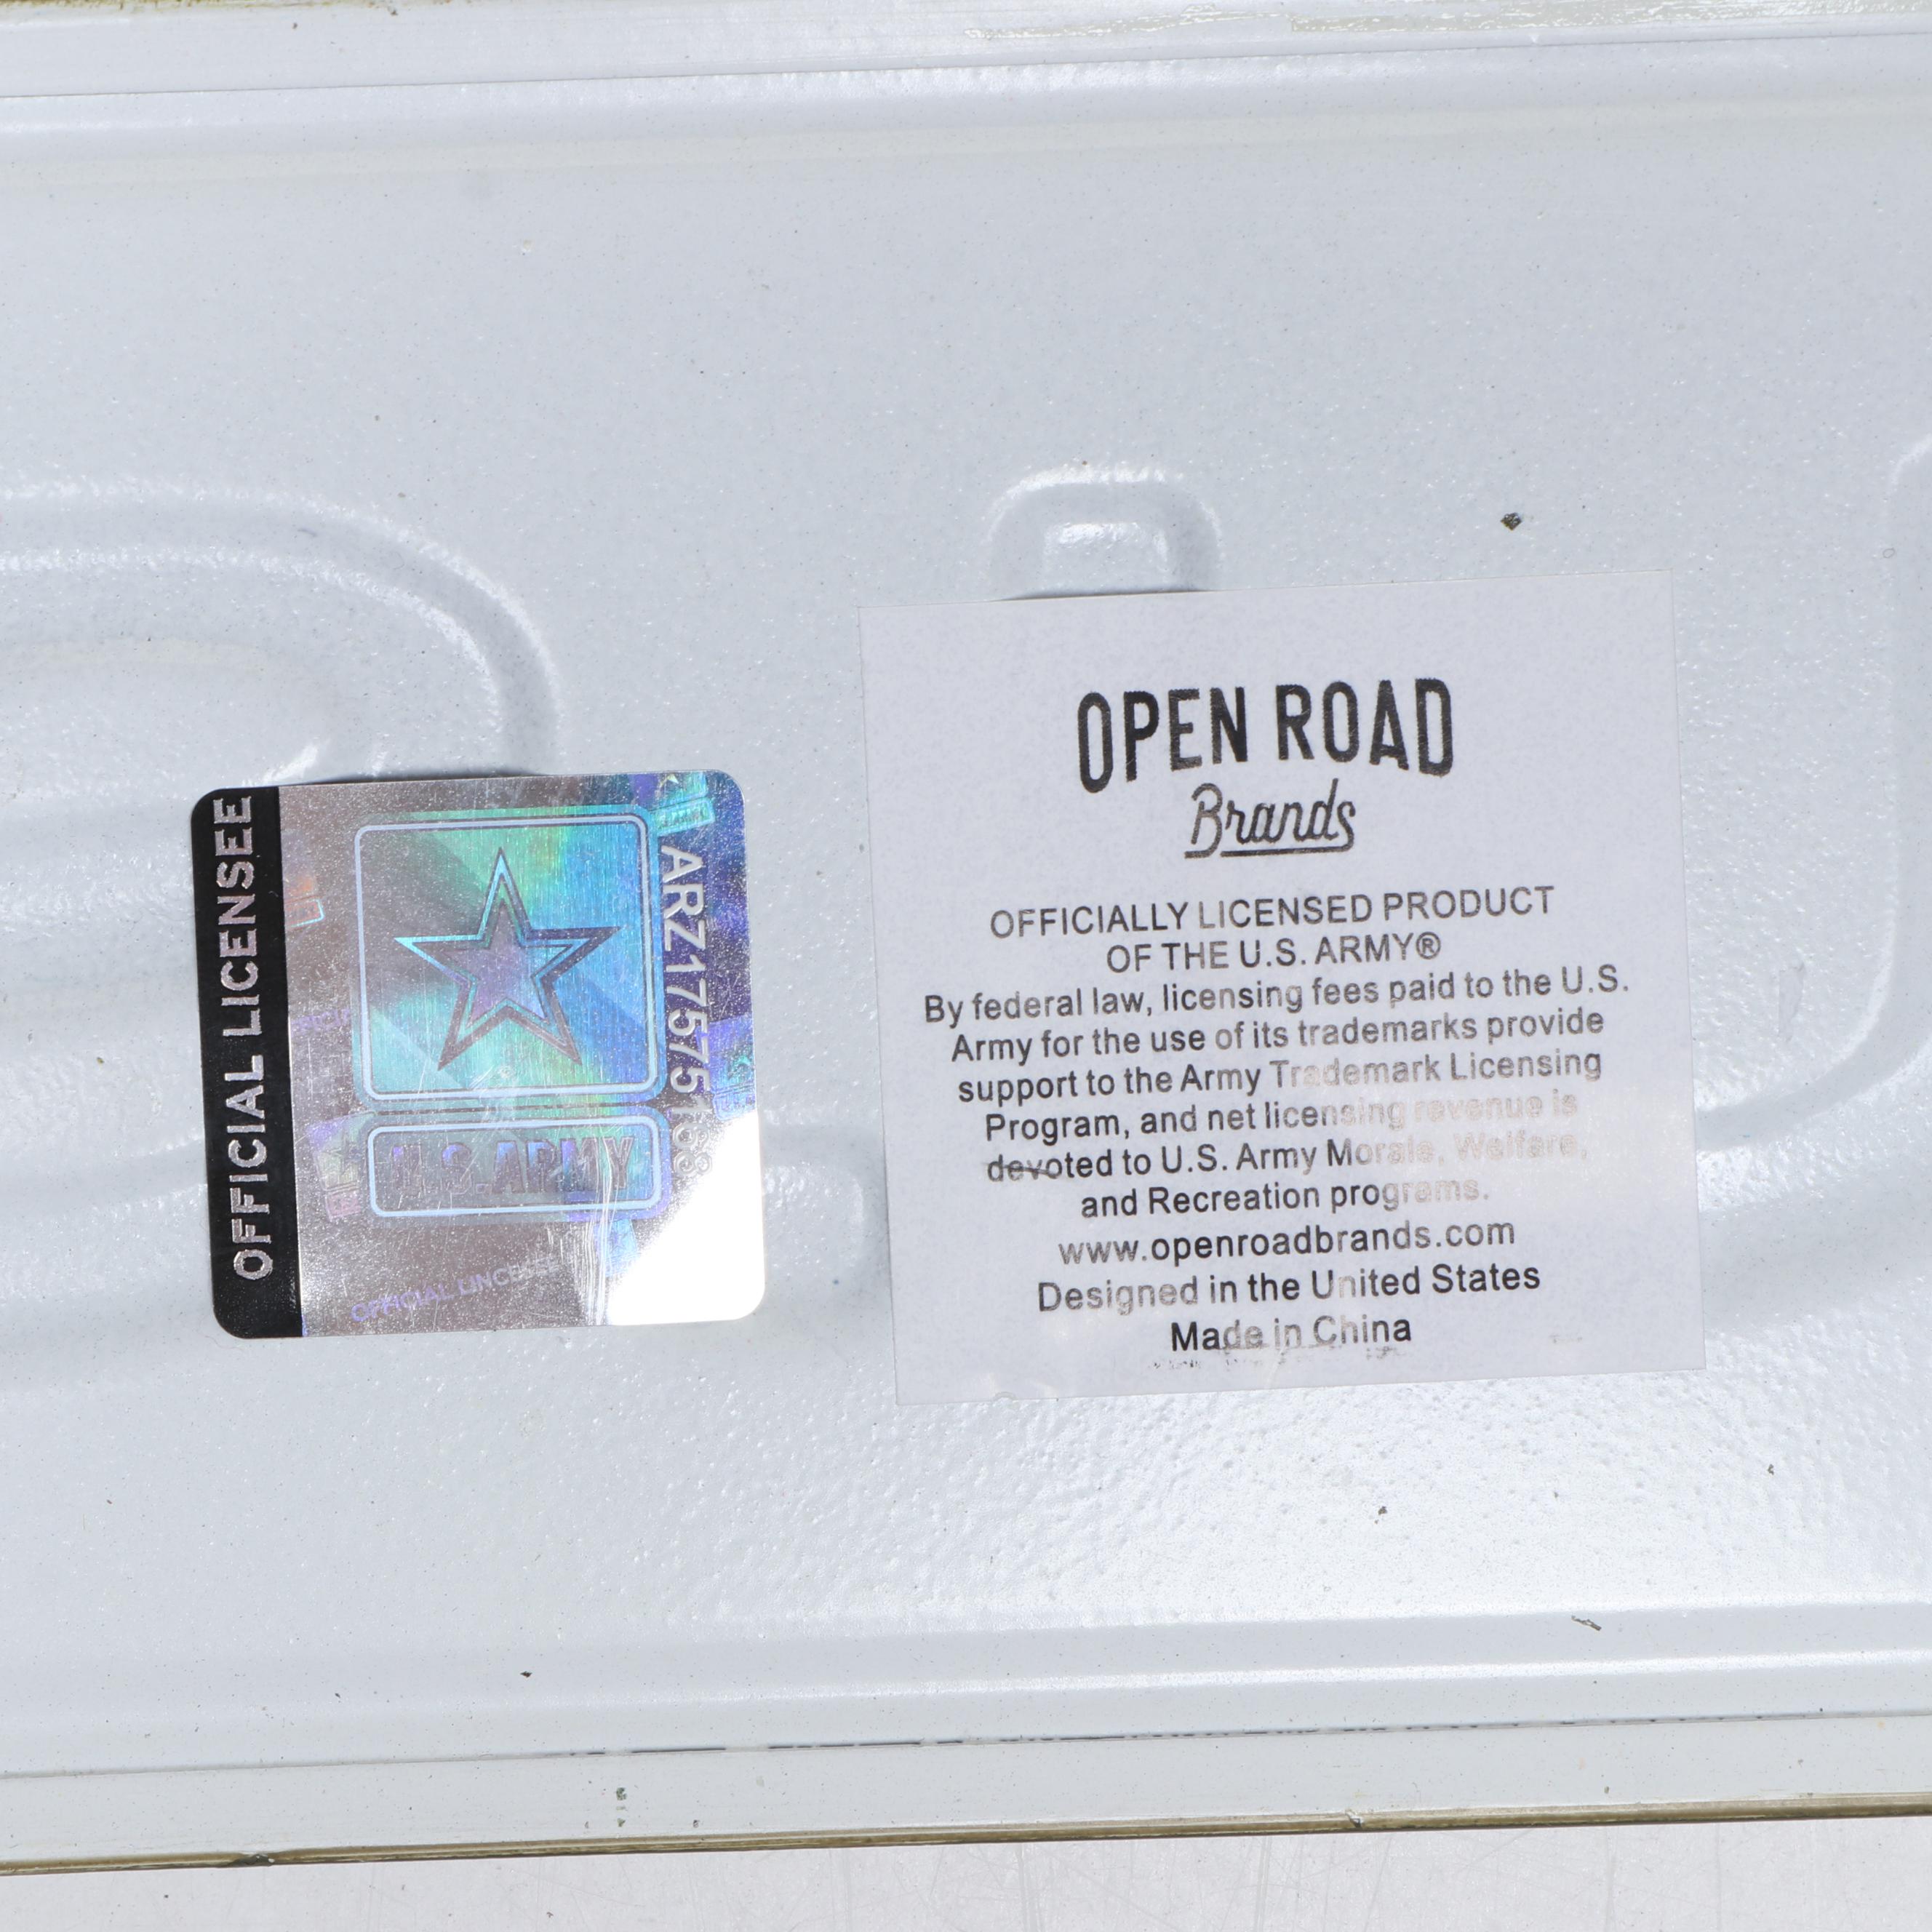 OFFICIAL LICENSEE
U.S.ARMY
OPEN ROAD
Brands
OFFICIALLY LICENSED PRODUCT
OF THE U.S. ARMY®
By federal law, licensing fees paid to the U.S.
Army for the use of its trademarks provide
support to the Army Trademark Licensing
Program, and net licensing revenue is
devoted to U.S. Army Morale, Welfare,
and Recreation programs.
www.openroadbrands.com
Designed in the United States
Made in China